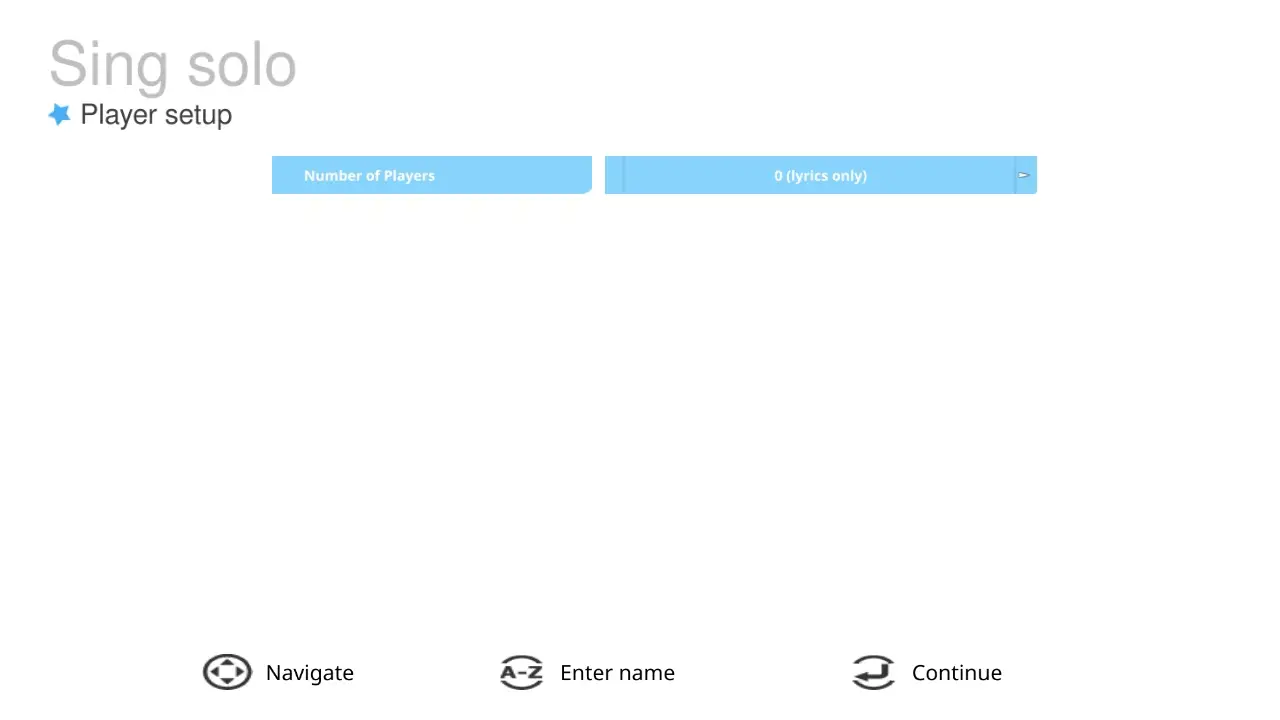 Sing solo
Player setup
Number of Players
0 (lyrics only)
Navigate
A-Z
Enter name
Continue